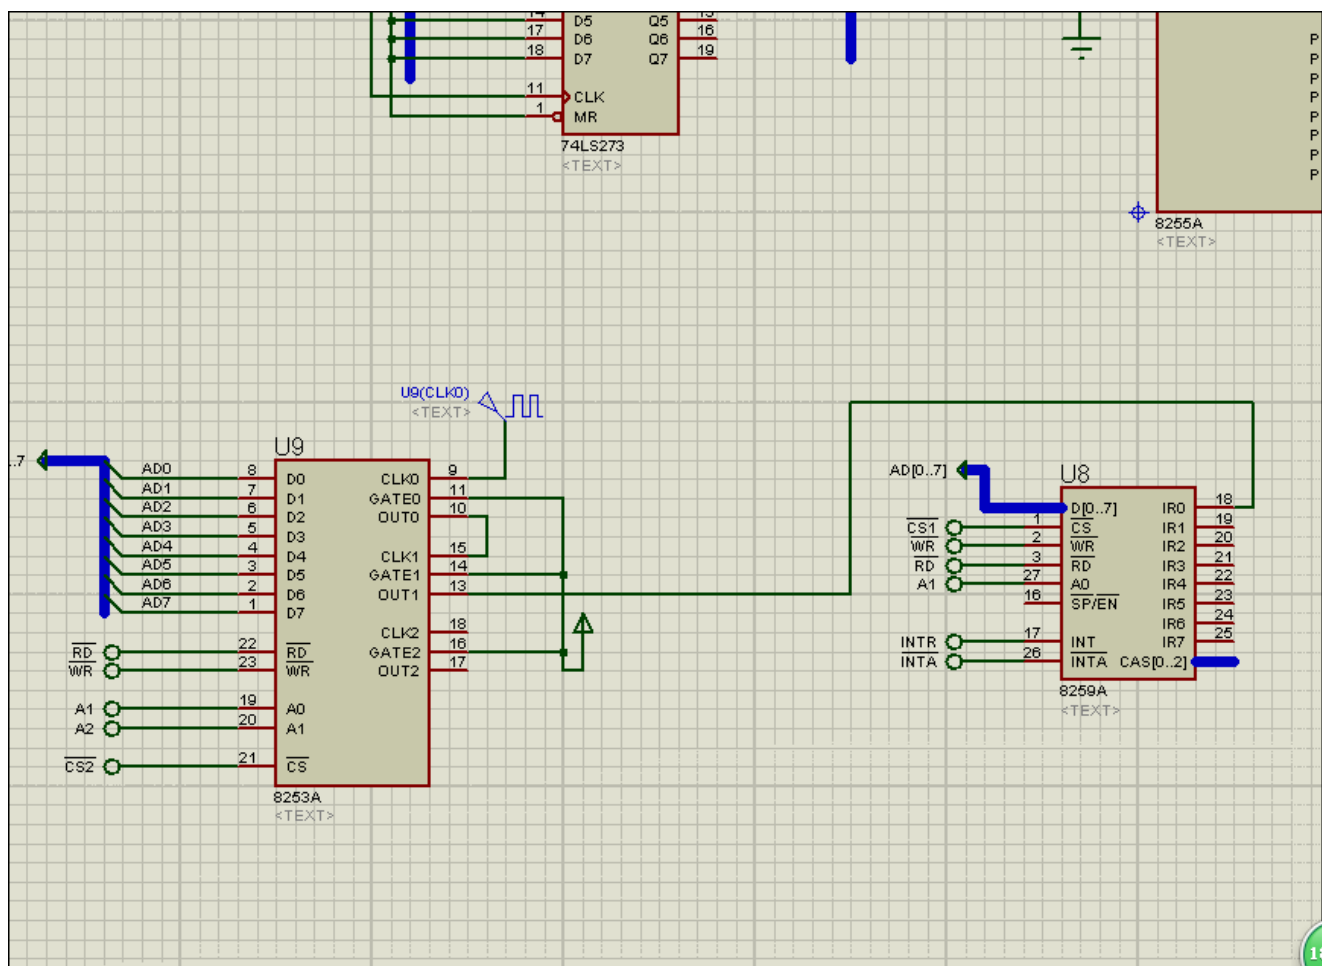 14 D5 Q5 15
17 D6 Q6 16
18 D7 Q7 19
11 CLK
1 MR
74LS273
<TEXT>
P
P
P
P
P
P
P
P
8255A
<TEXT>
U9(CLK0)
<TEXT>
U9
..7
AD0 8 D0 CLK0 9
AD1 7 D1 GATE0 11
AD2 6 D2 OUT0 10
AD3 5 D3
AD4 4 D4 CLK1 15
AD5 3 D5 GATE1 14
AD6 2 D6 OUT1 13
AD7 1 D7
CLK2 18
RD 22 RD GATE2 16
WR 23 WR OUT2 17
A1 19 A0
A2 20 A1
CS2 21 CS
8253A
<TEXT>
AD[0..7]
U8
D[0..7] IR0 18
CS1 1 CS IR1 19
WR 2 WR IR2 20
RD 3 RD IR3 21
A1 27 A0 IR4 22
16 SP/EN IR5 23
IR6 24
INTR 17 INT IR7 25
INTA 26 INTA CAS[0..2]
8259A
<TEXT>